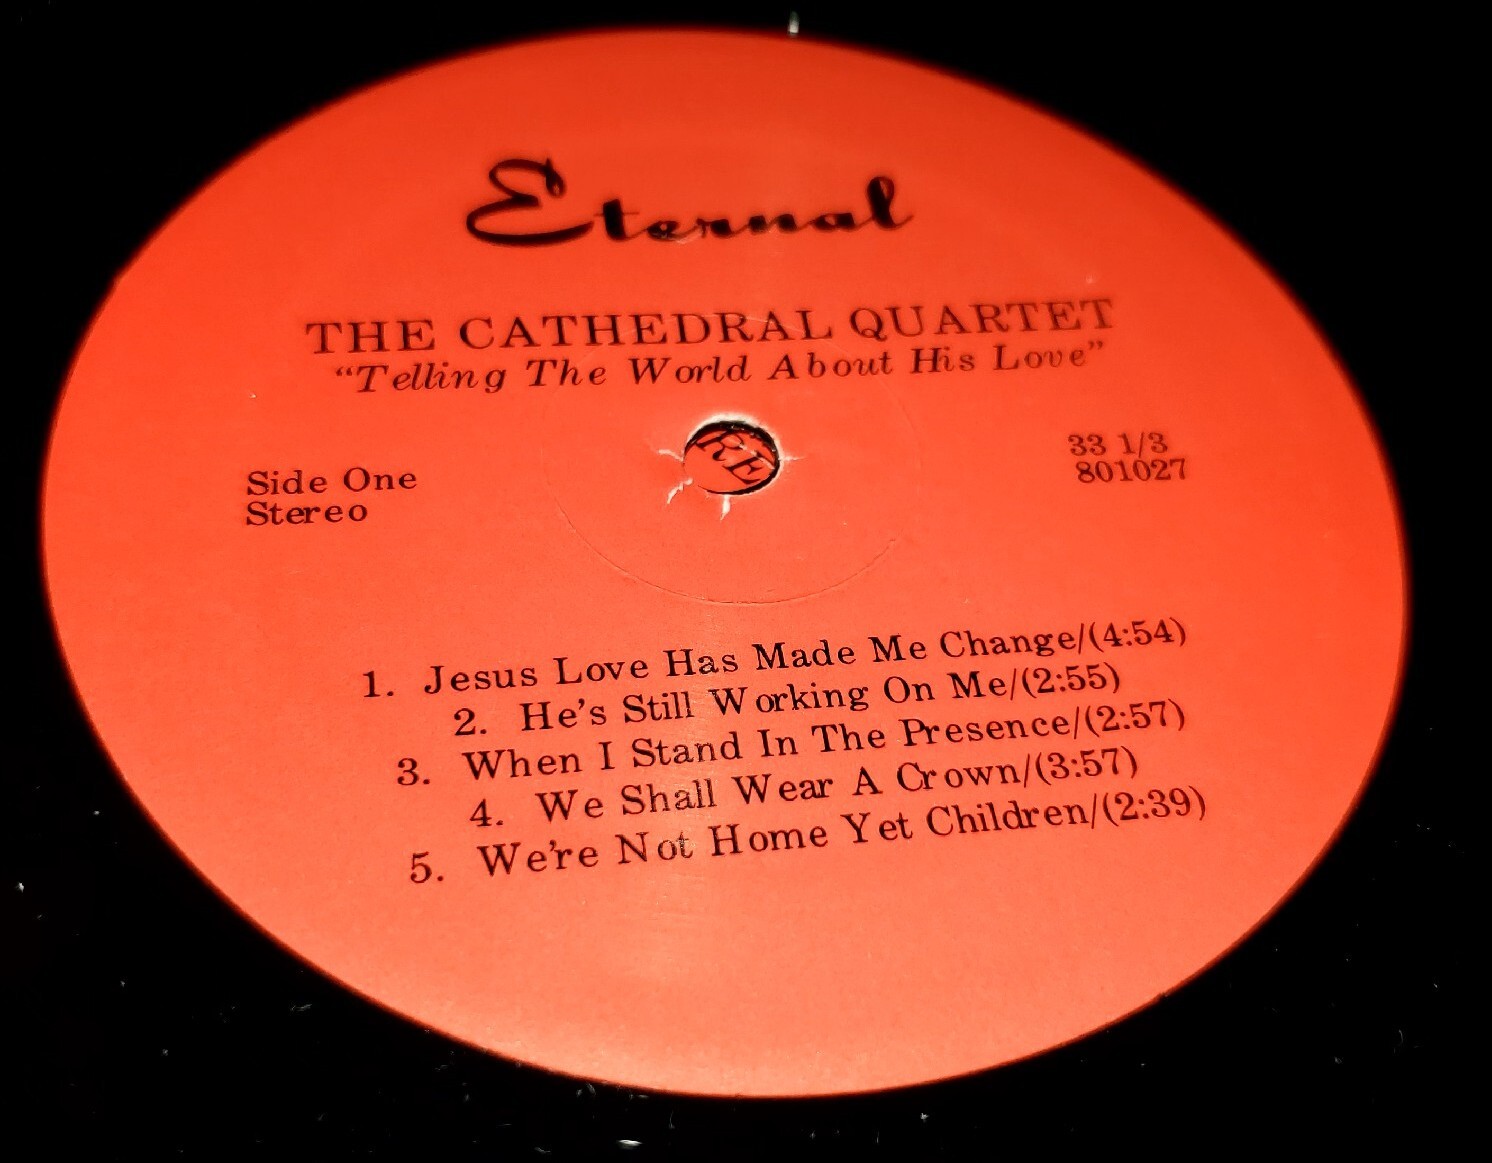 Eternal
THE CATHEDRAL QUARTET
“Telling The World About His Love”
Side One
Stereo
33 1/3
801027
RE
1. Jesus Love Has Made Me Change/(4:54)
2. He's Still Working On Me/(2:55)
3. When I Stand In The Presence/(2:57)
4. We Shall Wear A Crown/(3:57)
5. We're Not Home Yet Children/(2:39)